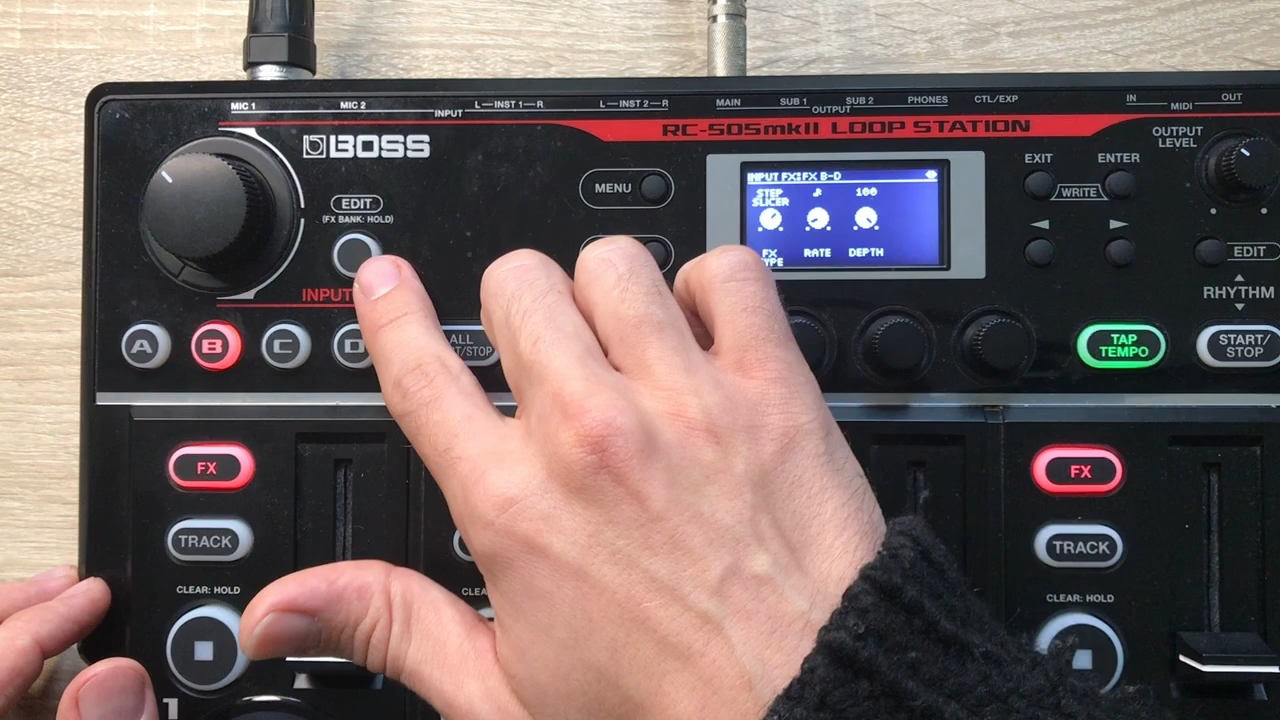 MIC 1
MIC 2
INPUT
L—INST 1—R
L—INST 2—R
MAIN
SUB 1
OUTPUT
SUB 2
PHONES
CTL/EXP
IN
MIDI
OUT
BOSS
RC-505mkII LOOP STATION
OUTPUT
LEVEL
EDIT
(FX BANK: HOLD)
MENU
INPUT FX:FX B-D
STEP
SLICER
♪
100
FX
TYPE
RATE
DEPTH
EXIT
ENTER
WRITE
EDIT
RHYTHM
INPUT
A
B
C
D
ALL
TAP
TEMPO
START/
STOP
FX
TRACK
CLEAR: HOLD
1
FX
TRACK
CLEAR: HOLD